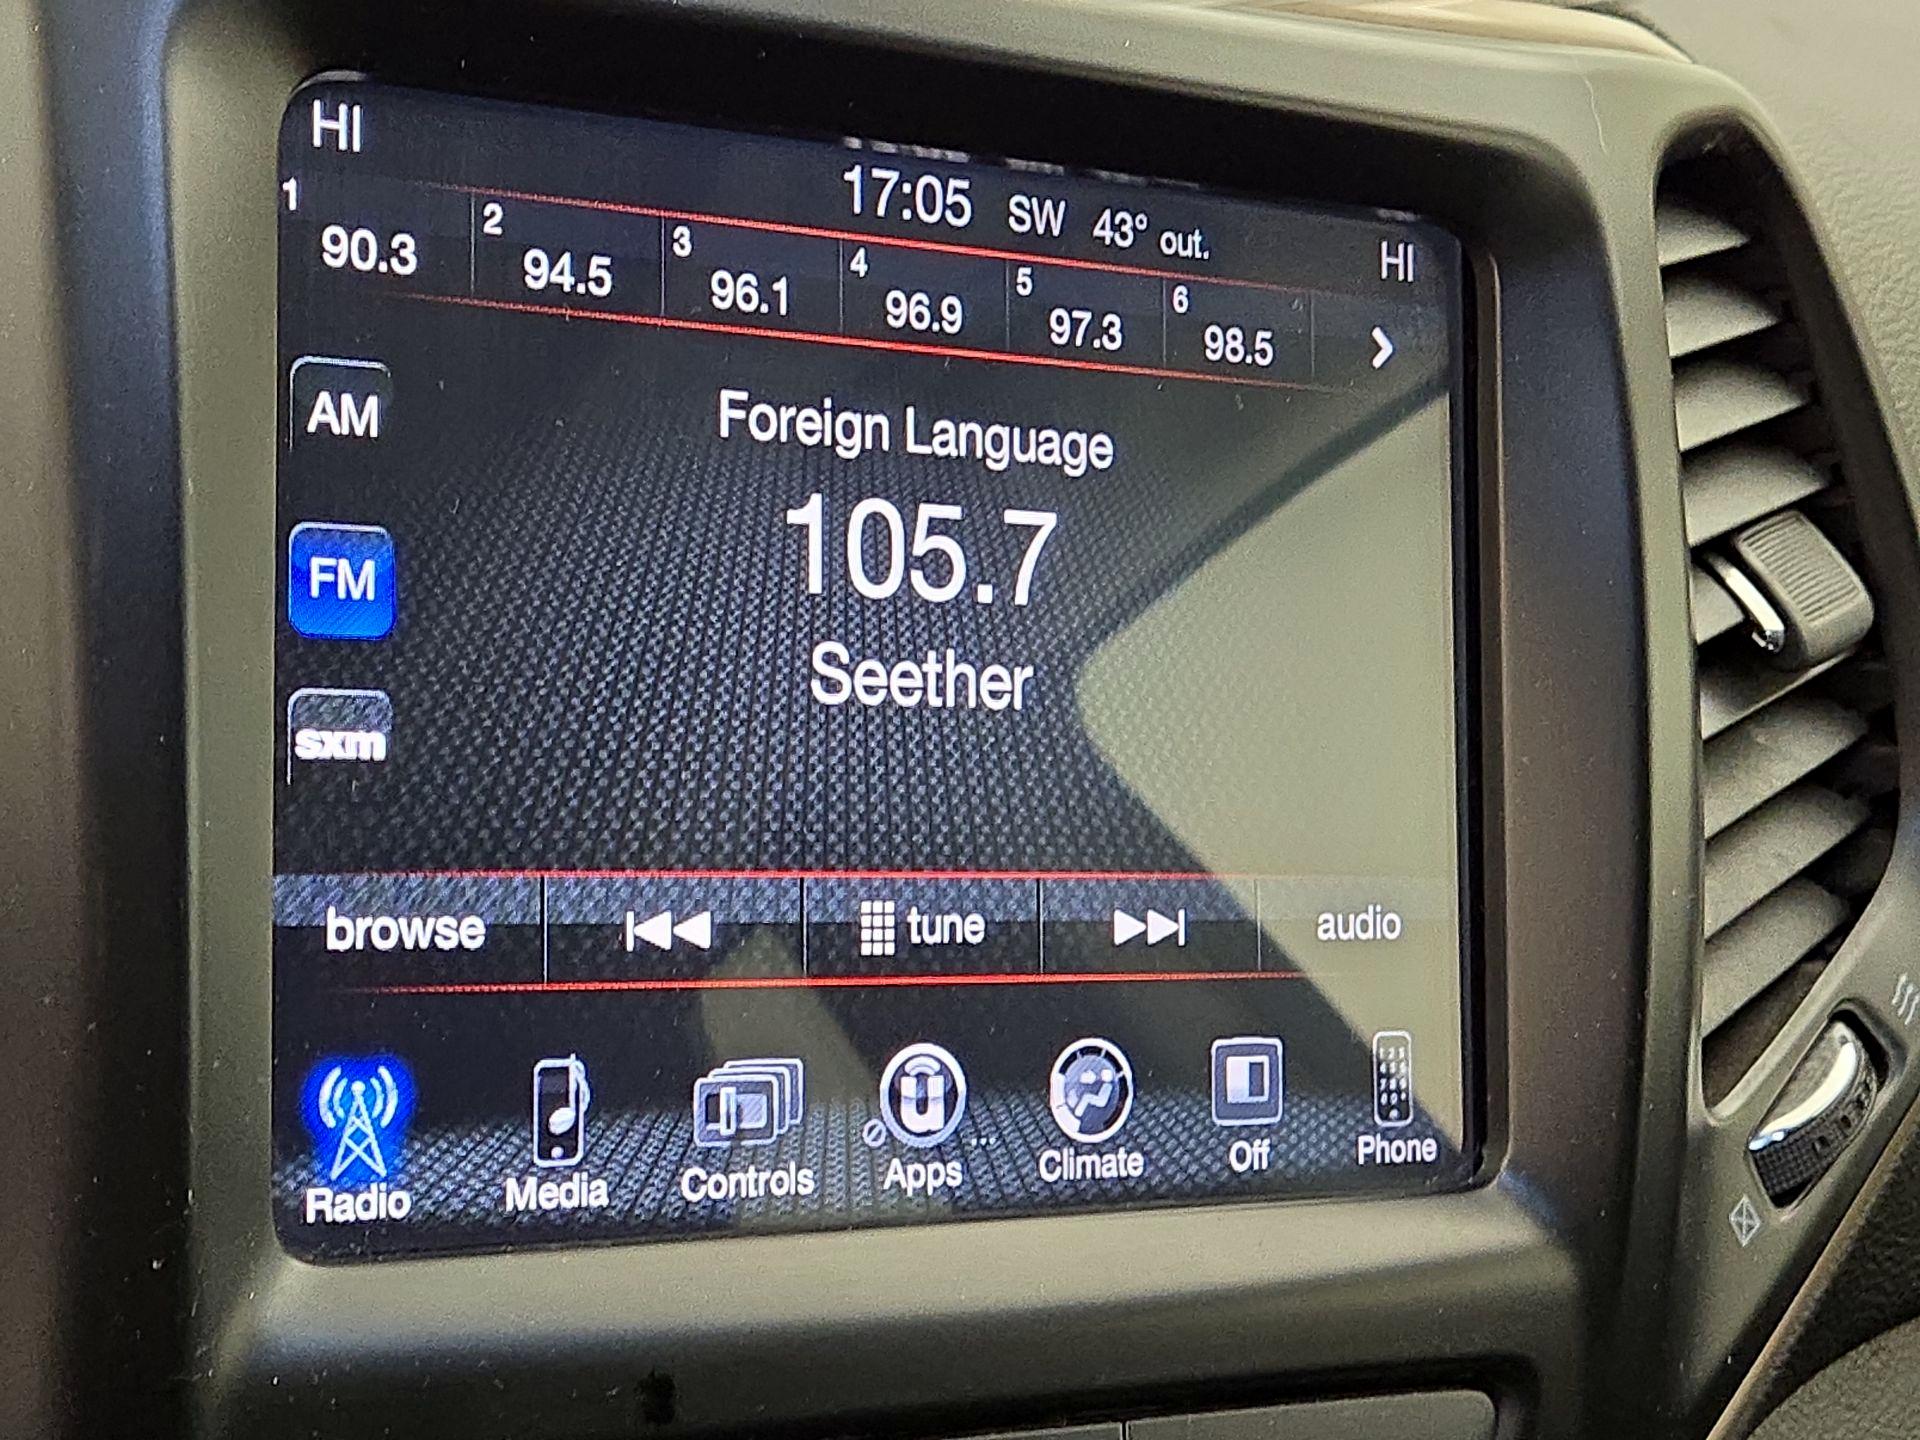 HI 17:05 SW 43° out. HI
1 90.3 2 94.5 3 96.1 4 96.9 5 97.3 6 98.5
AM
Foreign Language
105.7
FM
Seether
sxm
browse tune audio
Radio Media Controls Apps ... Climate Off Phone